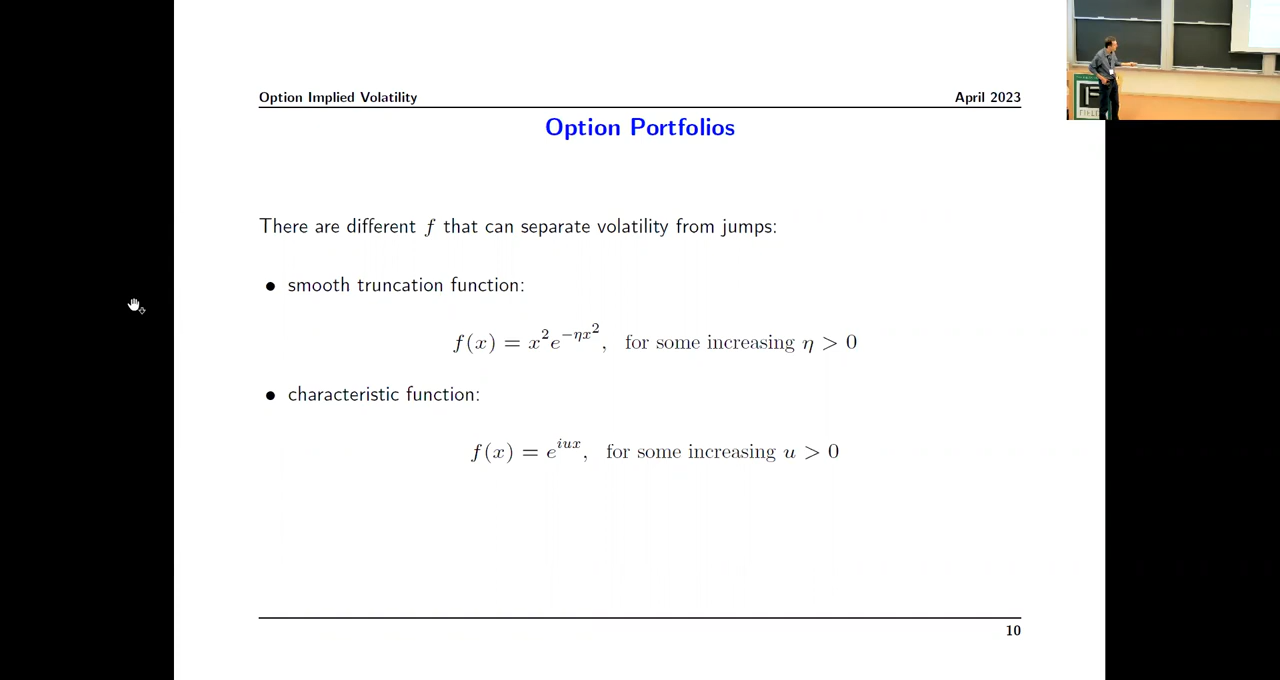 Option Implied Volatility April 2023
Option Portfolios
There are different f that can separate volatility from jumps:
• smooth truncation function:
f(x) = x²e^{−ηx²}, for some increasing η > 0
• characteristic function:
f(x) = e^{iux}, for some increasing u > 0
10